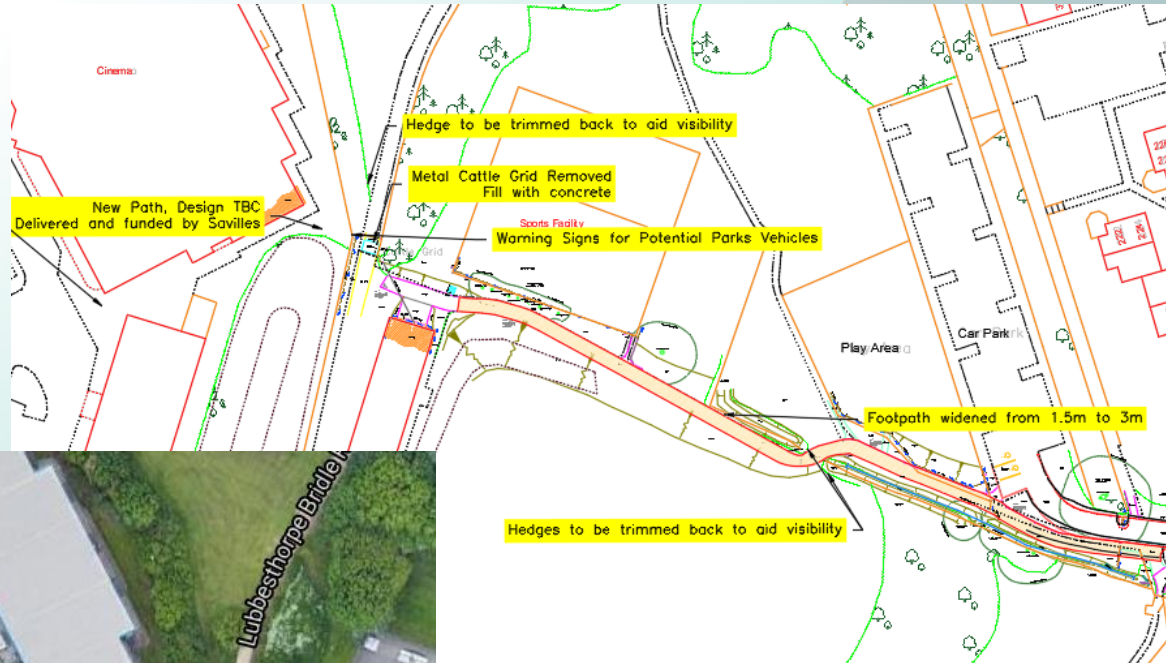 Cinema
Hedge to be trimmed back to aid visibility
Metal Cattle Grid Removed
Fill with concrete
New Path, Design TBC
Delivered and funded by Savilles
Sports Facility
Warning Signs for Potential Parks Vehicles
Grid
Car Park
Play Area
Footpath widened from 1.5m to 3m
Hedges to be trimmed back to aid visibility
Lubbesthorpe Bridle